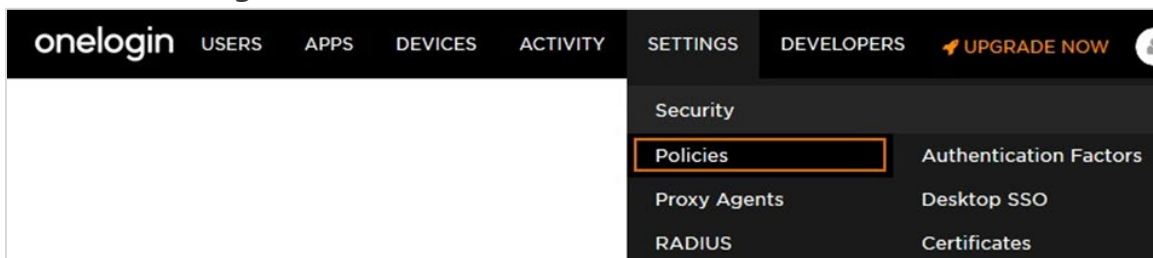 onelogin USERS APPS DEVICES ACTIVITY SETTINGS DEVELOPERS UPGRADE NOW
Security
Policies Authentication Factors
Proxy Agents Desktop SSO
RADIUS Certificates